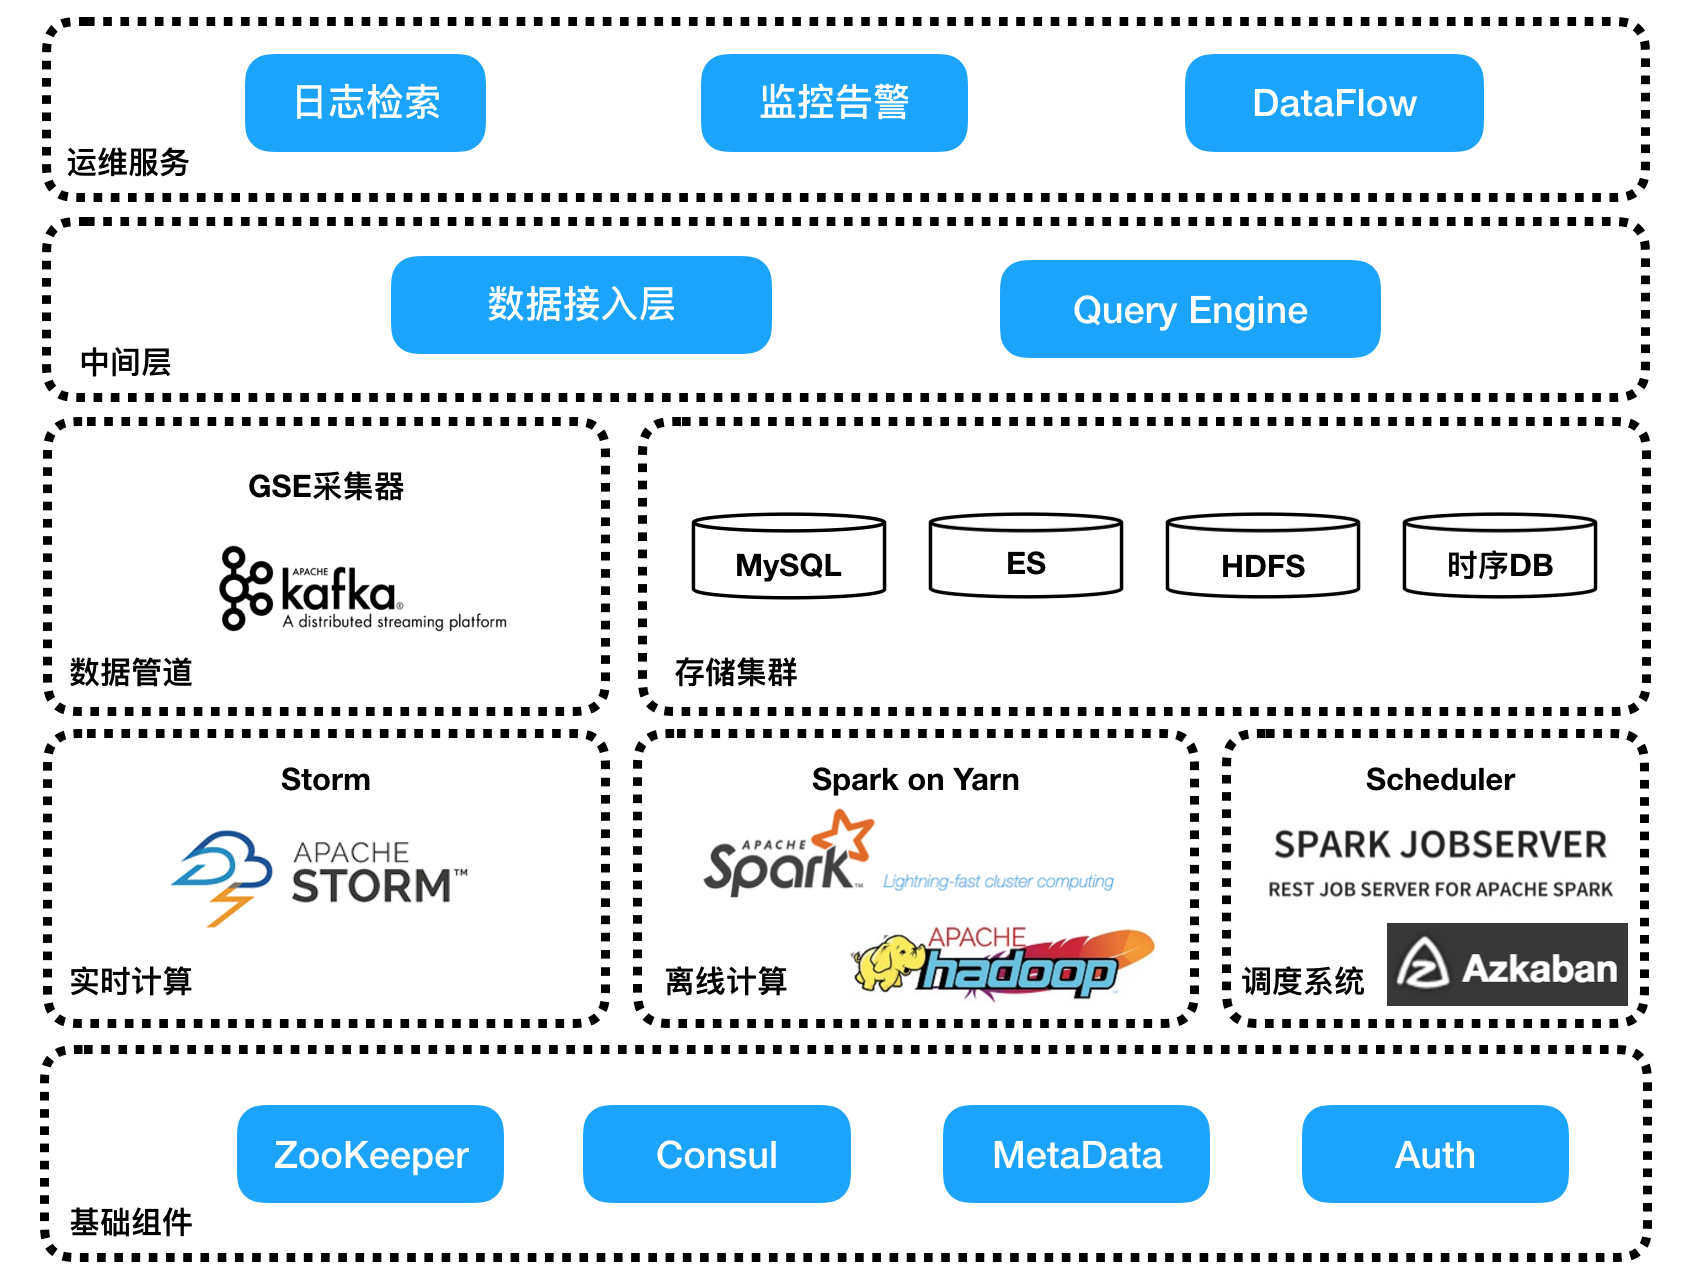 日志检索
监控告警
DataFlow
运维服务
数据接入层
Query Engine
中间层
GSE采集器
APACHE
kafka®
A distributed streaming platform
数据管道
MySQL
ES
HDFS
时序DB
存储集群
Storm
APACHE
STORM™
实时计算
Spark on Yarn
APACHE
Spark™
Lightning-fast cluster computing
APACHE
hadoop
离线计算
Scheduler
SPARK JOBSERVER
REST JOB SERVER FOR APACHE SPARK
Azkaban
调度系统
ZooKeeper
Consul
MetaData
Auth
基础组件